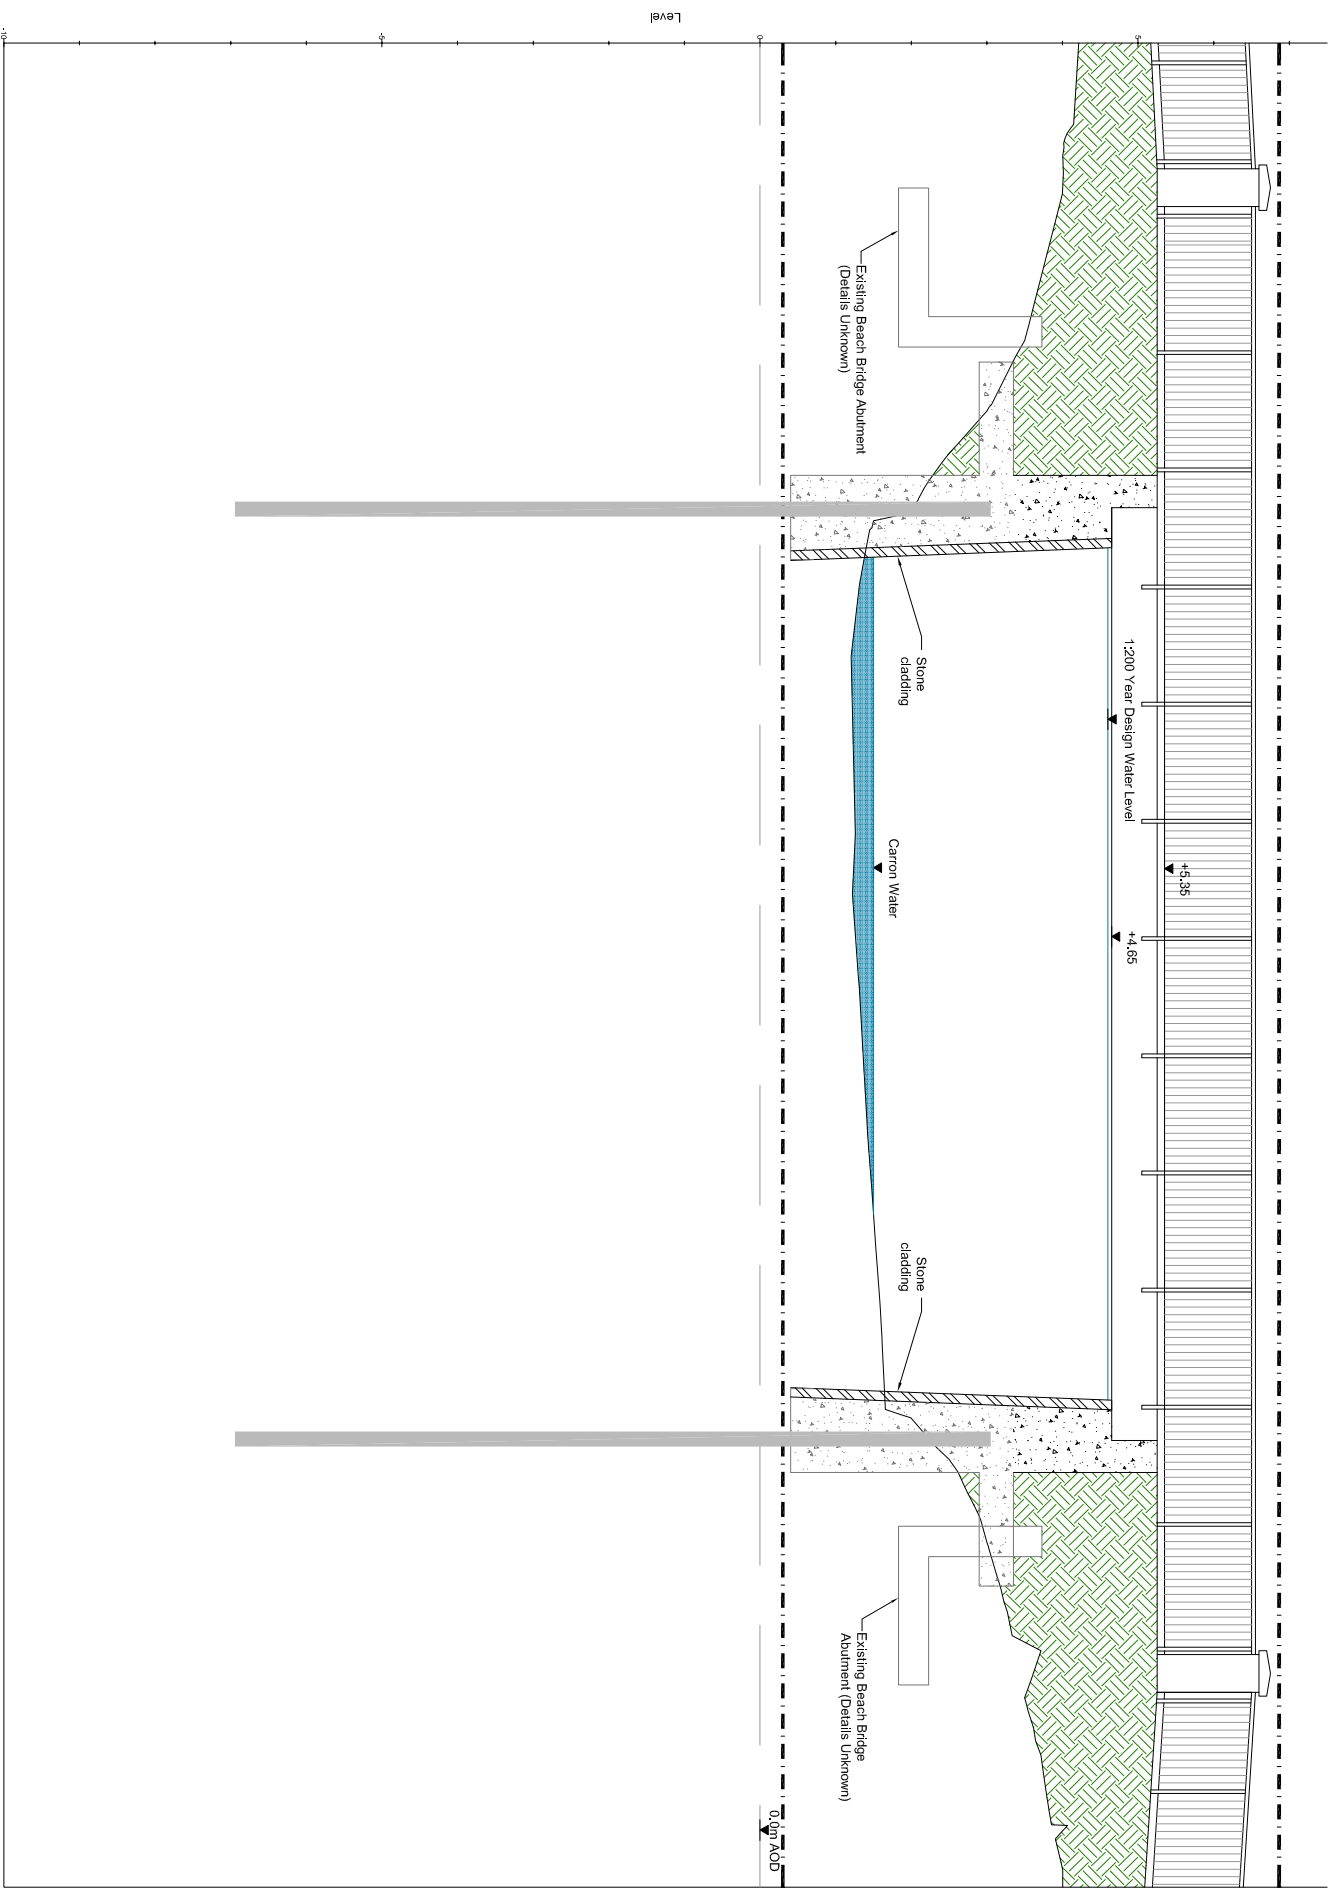 Level
-10
-5
0
5
+5.35
+4.65
1:200 Year Design Water Level
Stone
cladding
Carron Water
Stone
cladding
Existing Beach Bridge Abutment
(Details Unknown)
Existing Beach Bridge
Abutment (Details Unknown)
0.0m AOD